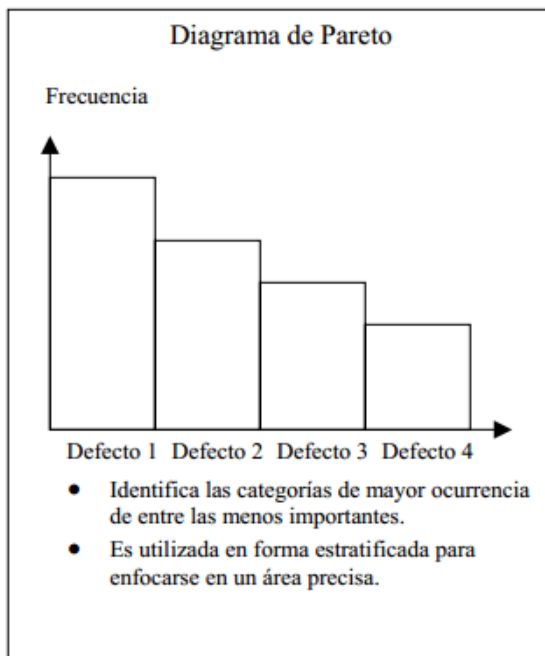 Diagrama de Pareto
Frecuencia
Defecto 1 Defecto 2 Defecto 3 Defecto 4
● Identifica las categorías de mayor ocurrencia
de entre las menos importantes.
● Es utilizada en forma estratificada para
enfocarse en un área precisa.